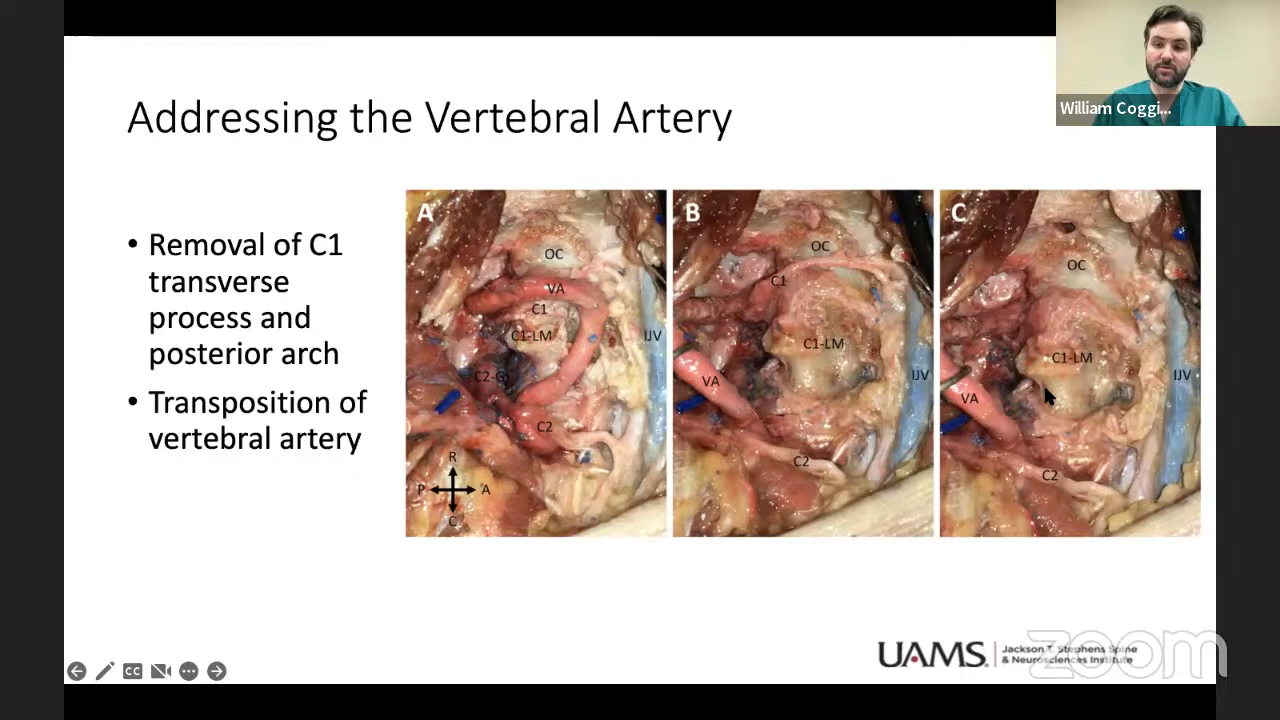 William Coggi...
Addressing the Vertebral Artery
• Removal of C1
transverse
process and
posterior arch
• Transposition of
vertebral artery
A
OC
VA
C1
C1-LM
IJV
C2-G
C2
R
P A
C
B
OC
C1
C1-LM
IJV
VA
C2
C
OC
C1-LM
IJV
VA
C2
CC
UAMS. Jackson T. Stephens Spine
& Neurosciences Institute
zoom